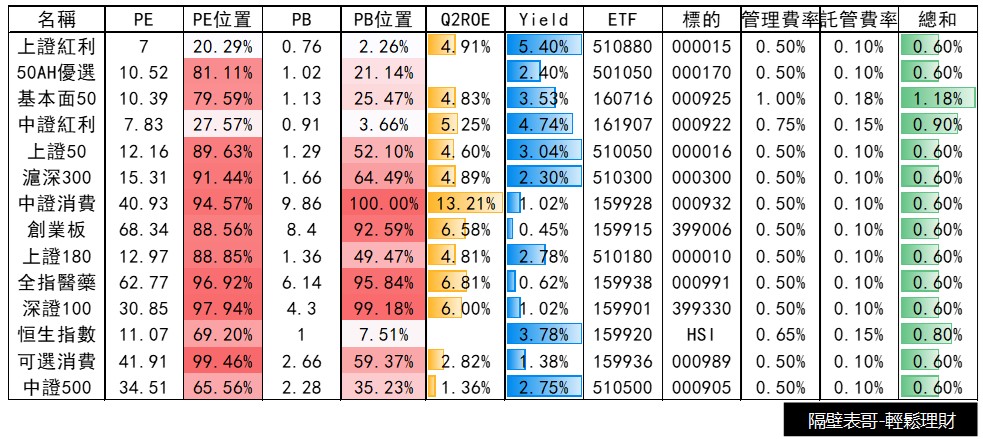 名稱 PE PE位置 PB PB位置 Q2ROE Yield ETF 標的 管理費率 託管費率 總和
上證紅利 7 20.29% 0.76 2.26% 4.91% 5.40% 510880 000015 0.50% 0.10% 0.60%
50AH優選 10.52 81.11% 1.02 21.14% 2.40% 501050 000170 0.50% 0.10% 0.60%
基本面50 10.39 79.59% 1.13 25.47% 4.83% 3.53% 160716 000925 1.00% 0.18% 1.18%
中證紅利 7.83 27.57% 0.91 3.66% 5.25% 4.74% 161907 000922 0.75% 0.15% 0.90%
上證50 12.16 89.63% 1.29 52.10% 4.60% 3.04% 510050 000016 0.50% 0.10% 0.60%
滬深300 15.31 91.44% 1.66 64.49% 4.89% 2.30% 510300 000300 0.50% 0.10% 0.60%
中證消費 40.93 94.57% 9.86 100.00% 13.21% 1.02% 159928 000932 0.50% 0.10% 0.60%
創業板 68.34 88.56% 8.4 92.59% 6.58% 0.45% 159915 399006 0.50% 0.10% 0.60%
上證180 12.97 88.85% 1.36 49.47% 4.81% 2.78% 510180 000010 0.50% 0.10% 0.60%
全指醫藥 62.77 96.92% 6.14 95.84% 6.81% 0.62% 159938 000991 0.50% 0.10% 0.60%
深證100 30.85 97.94% 4.3 99.18% 6.00% 1.02% 159901 399330 0.50% 0.10% 0.60%
恒生指數 11.07 69.20% 1 7.51% 3.78% 159920 HSI 0.65% 0.15% 0.80%
可選消費 41.91 99.46% 2.66 59.37% 2.82% 1.38% 159936 000989 0.50% 0.10% 0.60%
中證500 34.51 65.56% 2.28 35.23% 1.36% 2.75% 510500 000905 0.50% 0.10% 0.60%
隔壁表哥-輕鬆理財